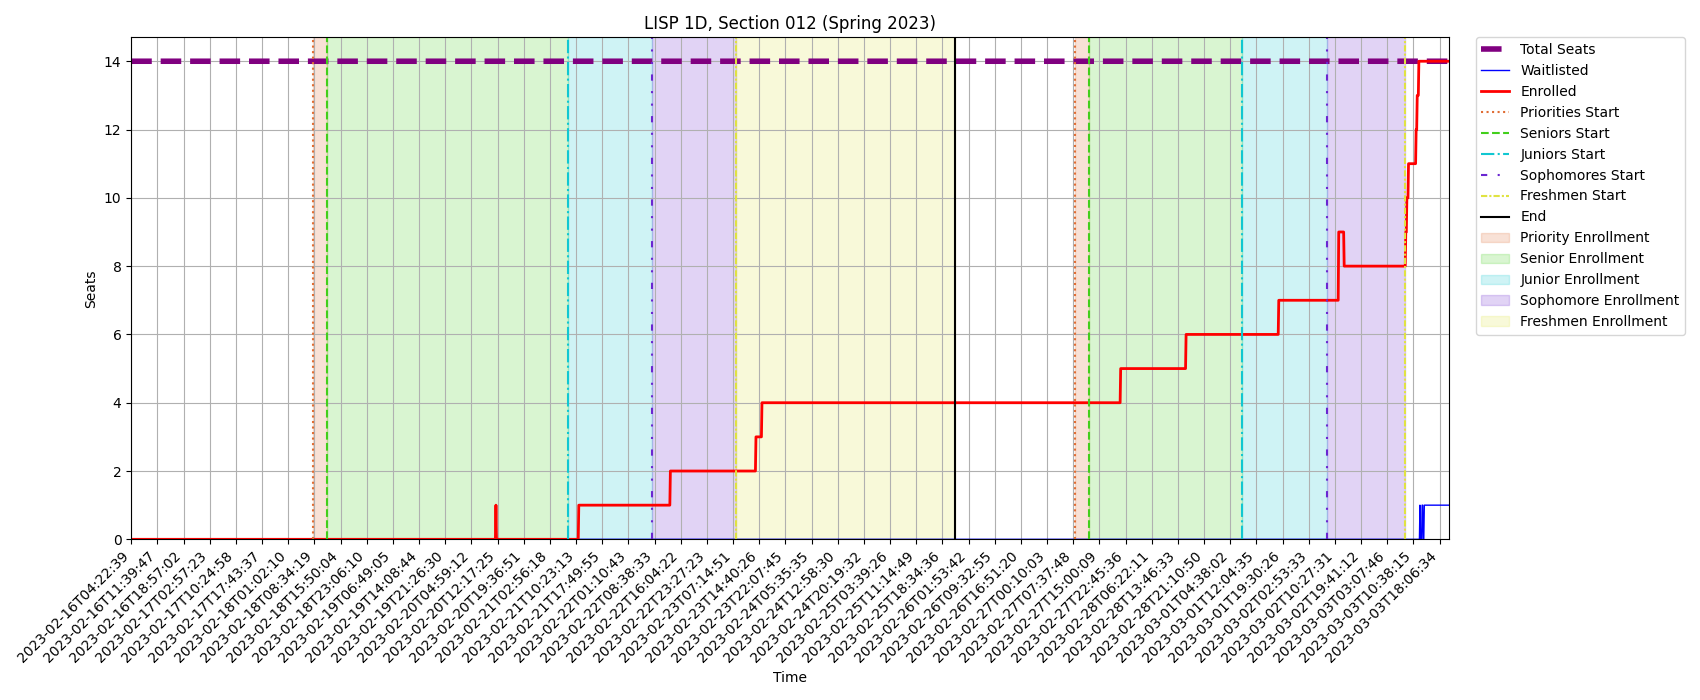 LISP 1D, Section 012 (Spring 2023)
Seats
14
12
10
8
6
4
2
0
Total Seats
Waitlisted
Enrolled
Priorities Start
Seniors Start
Juniors Start
Sophomores Start
Freshmen Start
End
Priority Enrollment
Senior Enrollment
Junior Enrollment
Sophomore Enrollment
Freshmen Enrollment
2023-02-16T04:22:39
2023-02-16T11:39:47
2023-02-16T18:57:02
2023-02-17T02:57:23
2023-02-17T10:24:58
2023-02-17T17:43:37
2023-02-18T01:02:10
2023-02-18T08:34:19
2023-02-18T15:50:04
2023-02-18T23:06:10
2023-02-19T06:49:05
2023-02-19T14:08:44
2023-02-19T21:26:30
2023-02-20T04:59:12
2023-02-20T12:17:25
2023-02-20T19:36:51
2023-02-21T02:56:18
2023-02-21T10:23:13
2023-02-21T17:49:55
2023-02-22T01:10:43
2023-02-22T08:38:33
2023-02-22T16:04:22
2023-02-22T23:27:23
2023-02-23T07:14:51
2023-02-23T14:40:26
2023-02-23T22:07:45
2023-02-24T05:35:35
2023-02-24T12:58:30
2023-02-24T20:19:32
2023-02-25T03:39:26
2023-02-25T11:14:49
2023-02-25T18:34:36
2023-02-26T01:53:42
2023-02-26T09:32:55
2023-02-26T16:51:20
2023-02-27T00:10:03
2023-02-27T07:37:48
2023-02-27T15:00:09
2023-02-27T22:45:36
2023-02-28T06:22:11
2023-02-28T13:46:33
2023-02-28T21:10:50
2023-03-01T04:38:02
2023-03-01T12:04:35
2023-03-01T19:30:26
2023-03-02T02:53:33
2023-03-02T10:27:31
2023-03-02T19:41:12
2023-03-03T03:07:46
2023-03-03T10:38:15
2023-03-03T18:06:34
Time